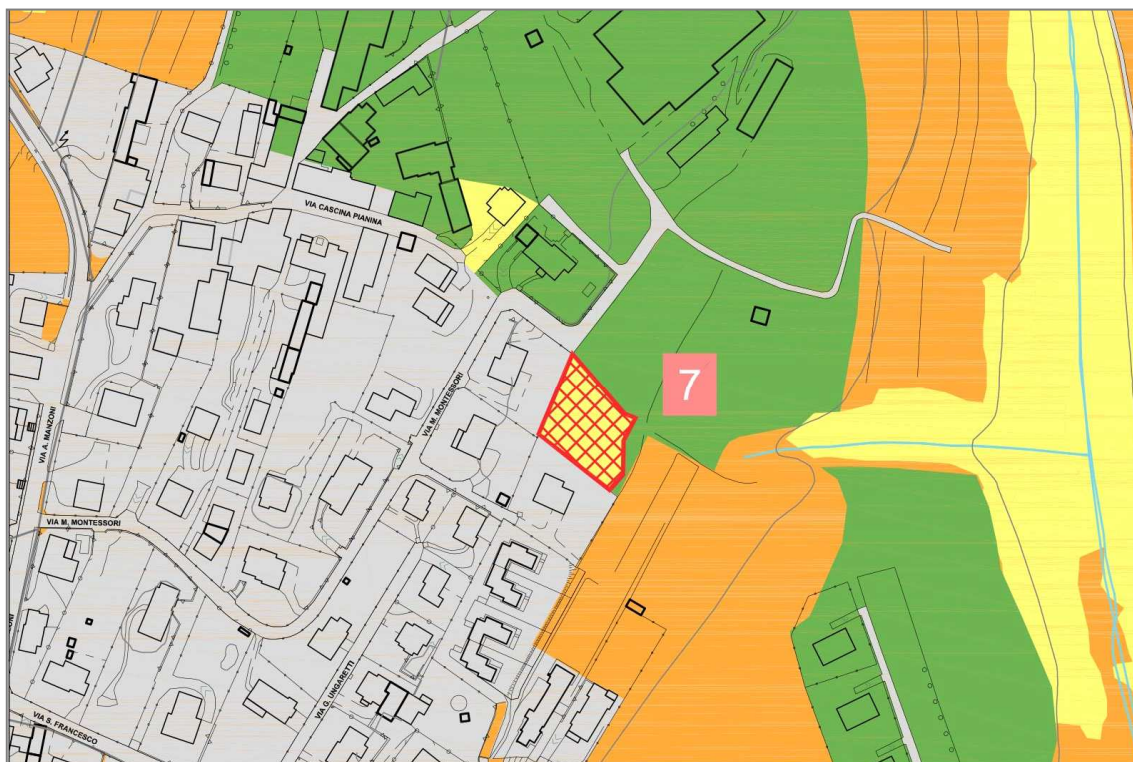 VIA CASCINA PIANINA
7
VIA M. MONTESSORI
VIA A. MANZONI
VIA M. MONTESSORI
VIA G. UNGARETTI
VIA S. FRANCESCO